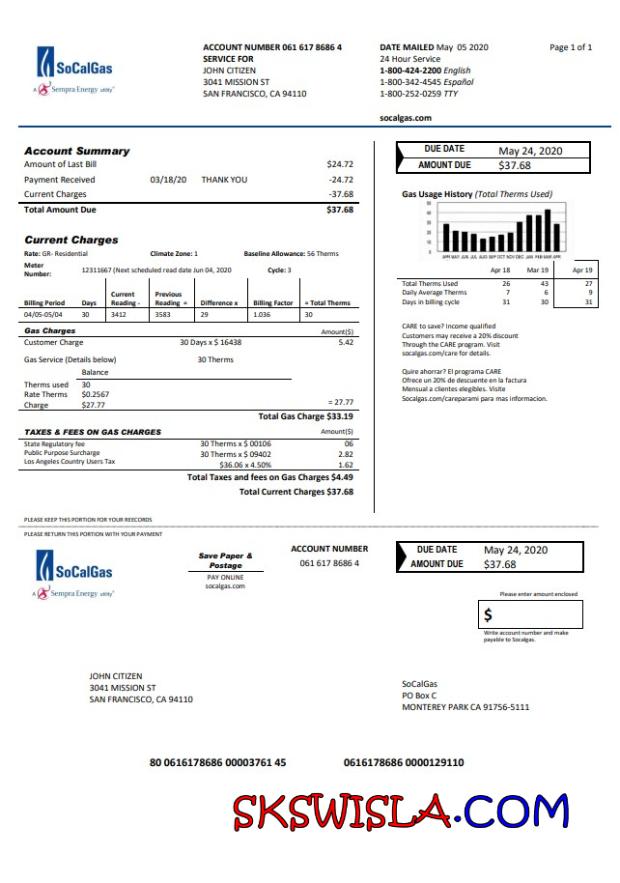 SoCalGas
A Sempra Energy utility
ACCOUNT NUMBER 061 617 8686 4
SERVICE FOR
JOHN CITIZEN
3041 MISSION ST
SAN FRANCISCO, CA 94110
DATE MAILED May 05 2020
24 Hour Service
1-800-424-2200 English
1-800-342-4545 Español
1-800-252-0259 TTY
socalgas.com
Page 1 of 1
Account Summary
Amount of Last Bill $24.72
Payment Received 03/18/20 THANK YOU -24.72
Current Charges -37.68
Total Amount Due $37.68
DUE DATE May 24, 2020
AMOUNT DUE $37.68
Gas Usage History (Total Therms Used)
50
40
30
20
10
0
APR MAY JUN JUL AUG SEP OCT NOV DEC JAN FEB MAR APR
Apr 18 Mar 19 Apr 19
Total Therms Used 26 43 27
Daily Average Therms 7 6 9
Days in billing cycle 31 30 31
Current Charges
Rate: GR- Residential Climate Zone: 1 Baseline Allowance: 56 Therms
Meter Number: 12311667 (Next scheduled read date Jun 04, 2020 Cycle: 3
Billing Period Days Current Reading - Previous Reading = Difference x Billing Factor = Total Therms
04/05-05/04 30 3412 3583 29 1.036 30
Gas Charges Amount($)
Customer Charge 30 Days x $ 16438 5.42
Gas Service (Details below) 30 Therms
Balance
Therms used 30
Rate Therms $0.2567
Charge $27.77 = 27.77
Total Gas Charge $33.19
TAXES & FEES ON GAS CHARGES Amount($)
State Regulatory fee 30 Therms x $ 00106 06
Public Purpose Surcharge 30 Therms x $ 09402 2.82
Los Angeles Country Users Tax $36.06 x 4.50% 1.62
Total Taxes and fees on Gas Charges $4.49
Total Current Charges $37.68
CARE to save? Income qualified
Customers may receive a 20% discount
Through the CARE program. Visit
socalgas.com/care for details.
Quire ahorrar? El programa CARE
Ofrece un 20% de descuento en la factura
Mensual a clientes elegibles. Visite
Socalgas.com/careparami para mas informacion.
PLEASE KEEP THIS PORTION FOR YOUR REECORDS
PLEASE RETURN THIS PORTION WITH YOUR PAYMENT
SoCalGas
A Sempra Energy utility
Save Paper &
Postage
PAY ONLINE
socalgas.com
ACCOUNT NUMBER
061 617 8686 4
DUE DATE May 24, 2020
AMOUNT DUE $37.68
Please enter amount enclosed
$
Write account number and make
payable to Socalgas.
JOHN CITIZEN
3041 MISSION ST
SAN FRANCISCO, CA 94110
SoCalGas
PO Box C
MONTEREY PARK CA 91756-5111
80 0616178686 00003761 45 0616178686 0000129110
SKSWISLA.COM